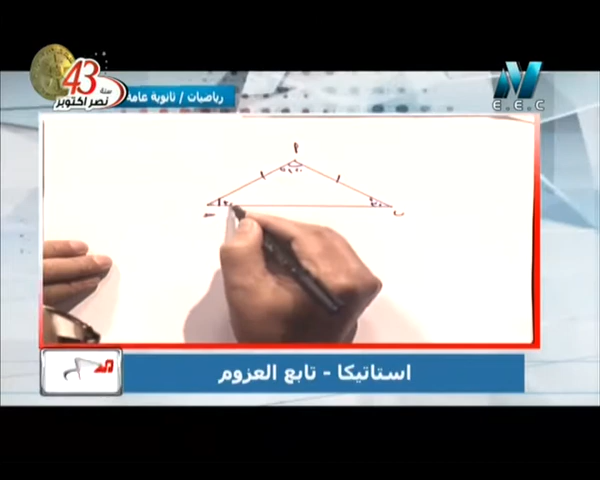 43
سنة
نصر اكتوبر
رياضيات / ثانوية عامة
E.E.C
استاتيكا - تابع العزوم